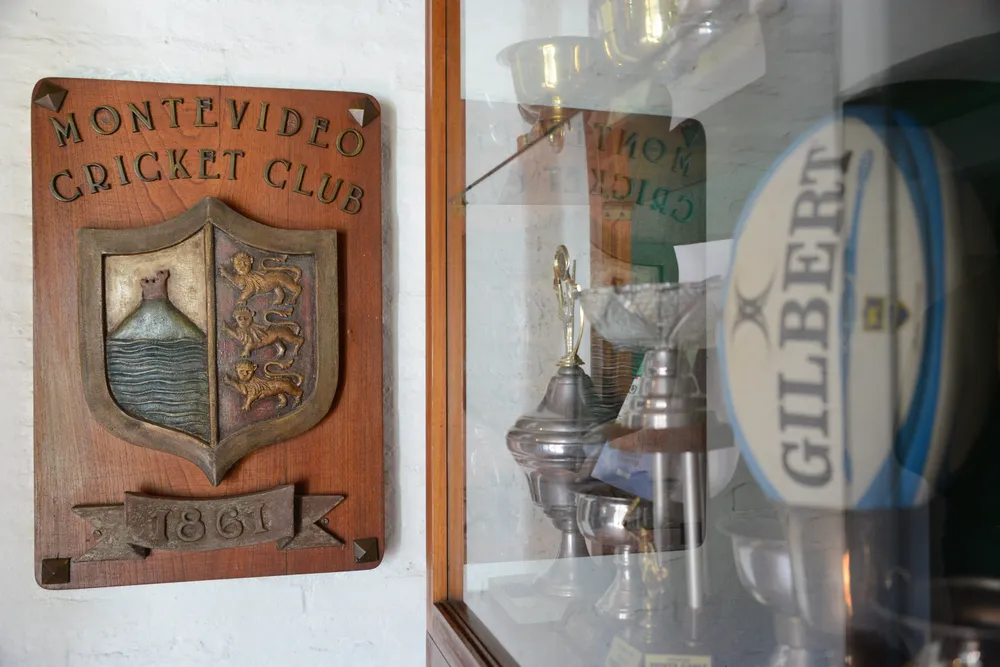 MONTEVIDEO
CRICKET CLUB
1861
GILBERT